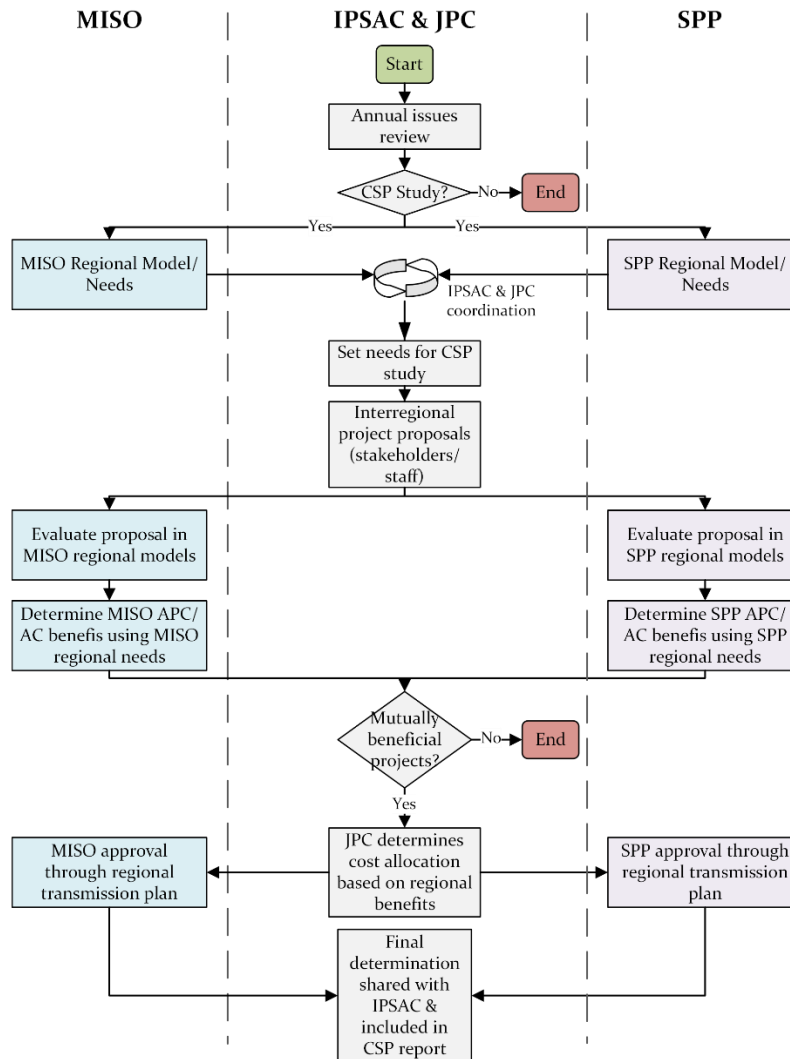 MISO
IPSAC & JPC
SPP
Start
Annual issues
review
CSP Study?
No
End
Yes
Yes
MISO Regional Model/
Needs
IPSAC & JPC
coordination
SPP Regional Model/
Needs
Set needs for CSP
study
Interregional
project proposals
(stakeholders/
staff)
Evaluate proposal in
MISO regional models
Evaluate proposal in
SPP regional models
Determine MISO APC/
AC benefis using MISO
regional needs
Determine SPP APC/
AC benefis using SPP
regional needs
Mutually
beneficial
projects?
No
End
Yes
MISO approval
through regional
transmission plan
JPC determines
cost allocation
based on regional
benefits
SPP approval through
regional transmission
plan
Final
determination
shared with
IPSAC &
included in
CSP report